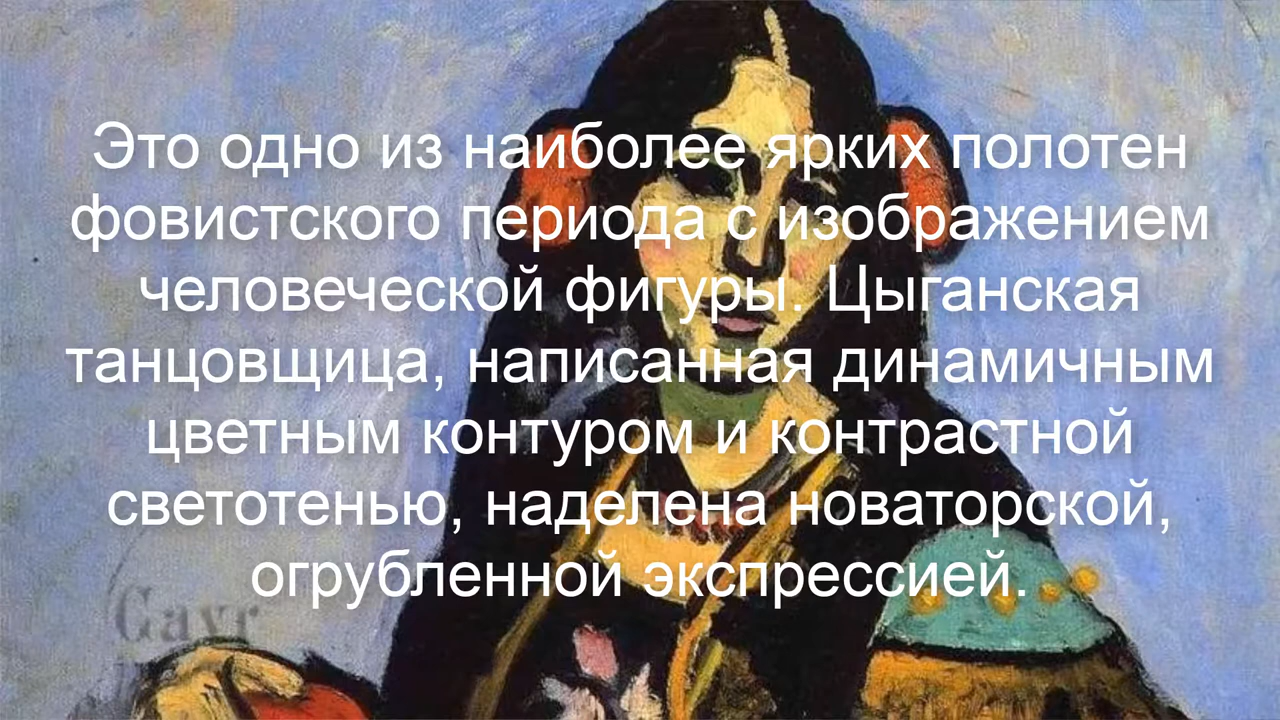 Это одно из наиболее ярких полотен
фовистского периода с изображением
человеческой фигуры. Цыганская
танцовщица, написанная динамичным
цветным контуром и контрастной
светотенью, наделена новаторской,
огрубленной экспрессией.
Gayr